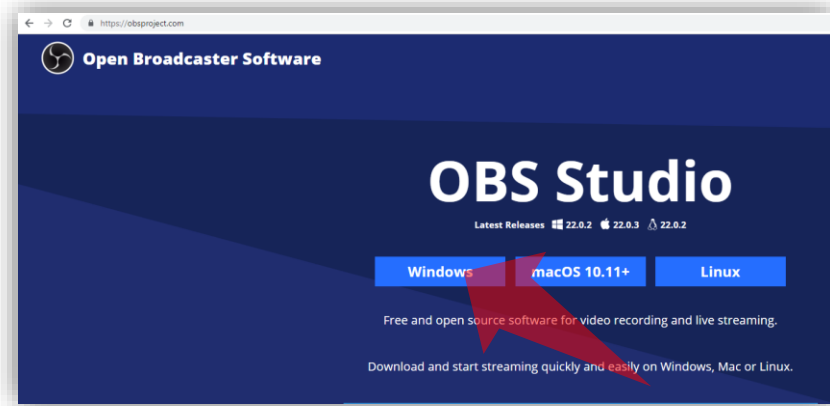 https://obsproject.com
Open Broadcaster Software
OBS Studio
Latest Releases 22.0.2 22.0.3 22.0.2
Windows macOS 10.11+ Linux
Free and open source software for video recording and live streaming.
Download and start streaming quickly and easily on Windows, Mac or Linux.